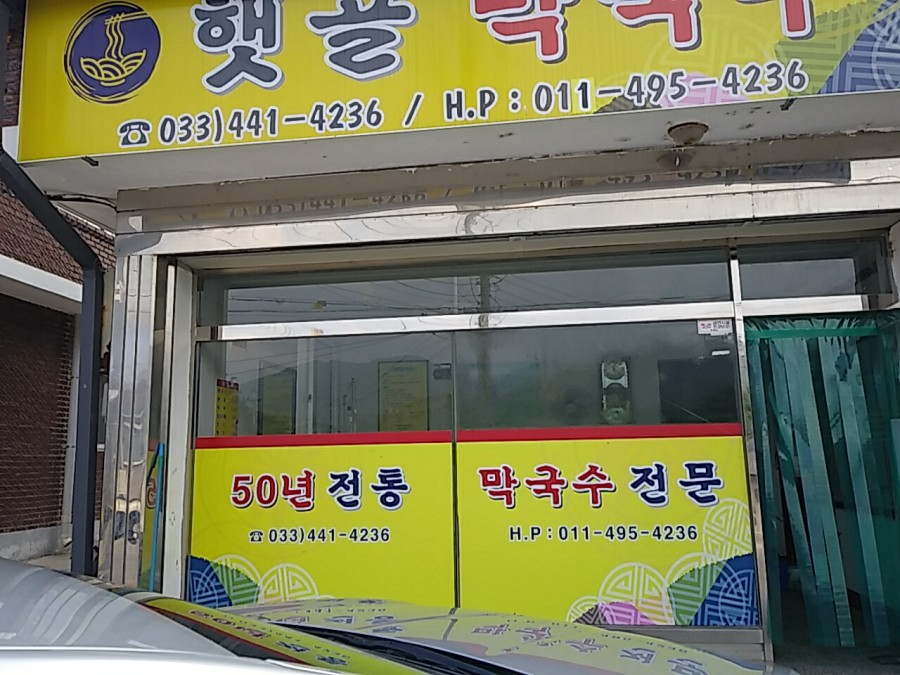 햇골 막국수
☎ 033)441-4236 / H.P : 011-495-4236
50년 전통
☎ 033)441-4236
막국수 전문
H.P : 011-495-4236